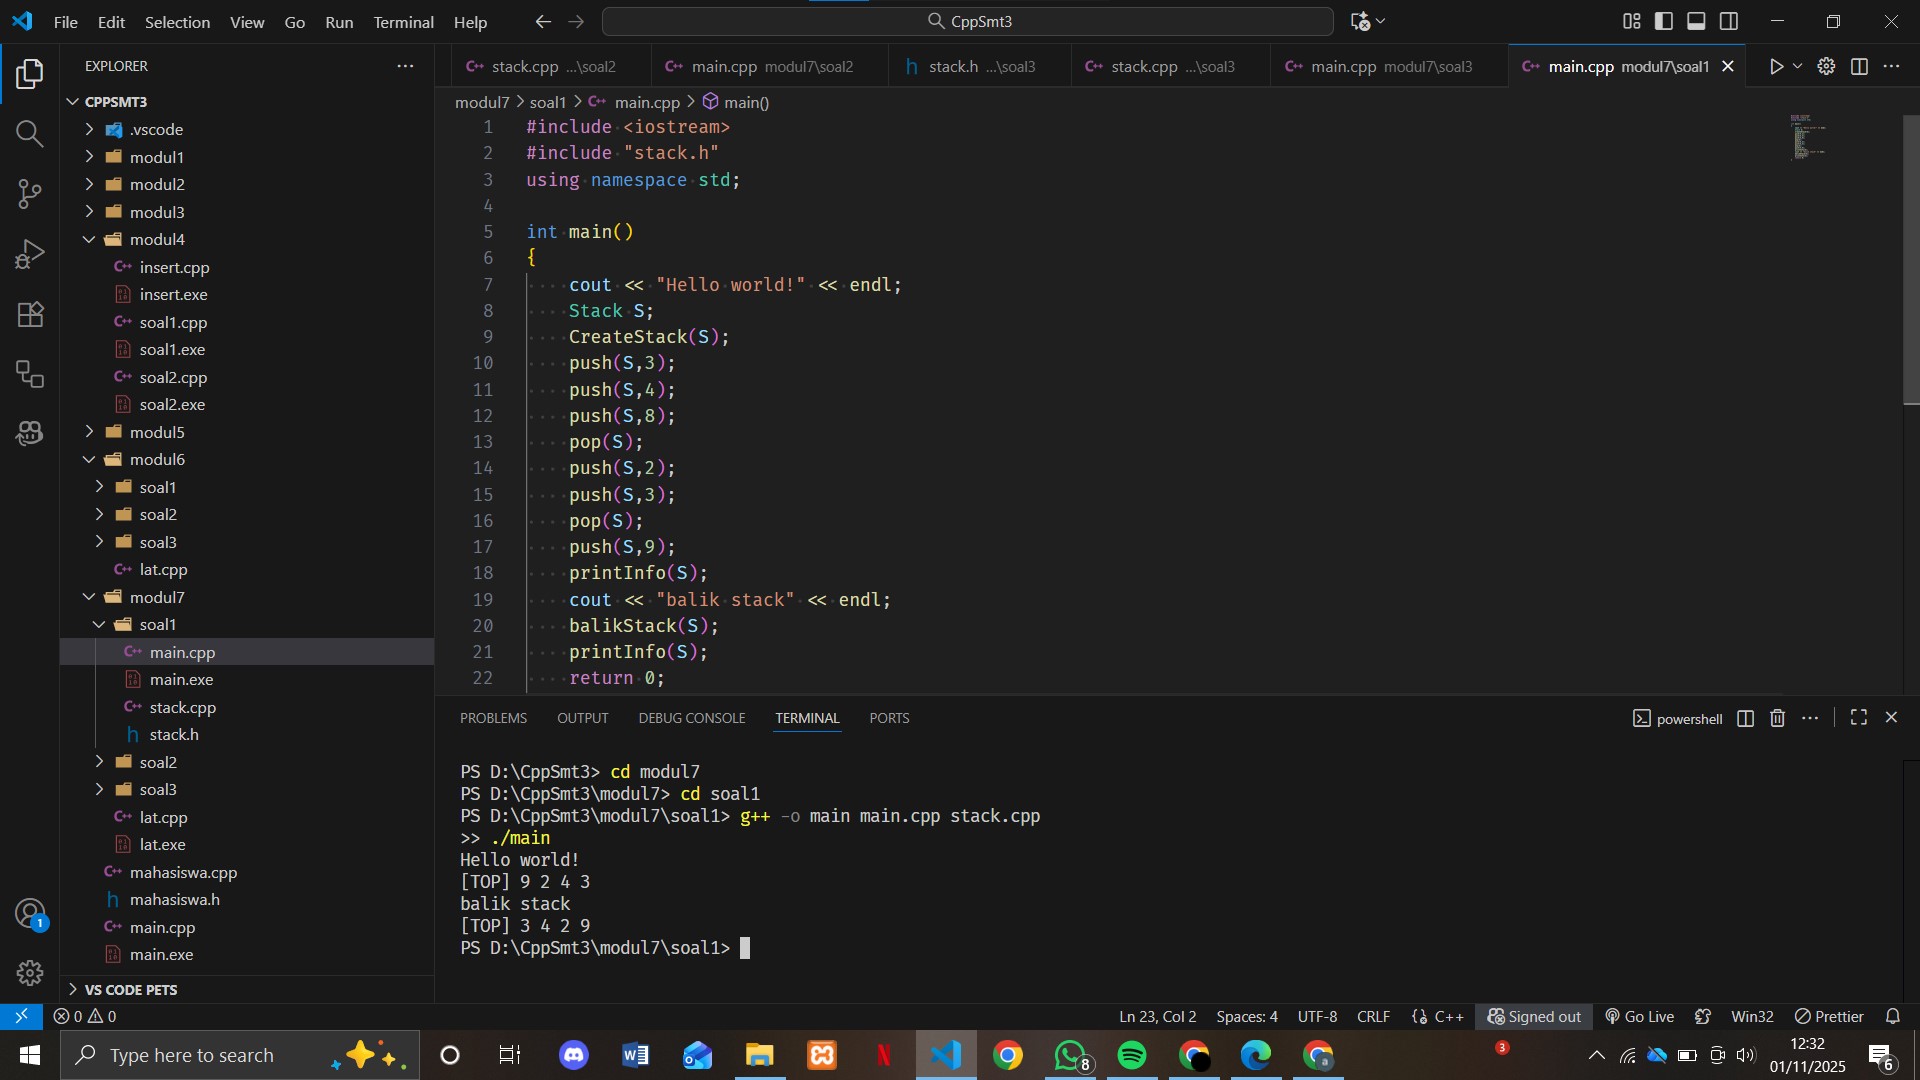 File Edit Selection View Go Run Terminal Help
CppSmt3
EXPLORER
CPPSMT3
.vscode
modul1
modul2
modul3
modul4
insert.cpp
insert.exe
soal1.cpp
soal1.exe
soal2.cpp
soal2.exe
modul5
modul6
soal1
soal2
soal3
lat.cpp
modul7
soal1
main.cpp
main.exe
stack.cpp
stack.h
soal2
soal3
lat.cpp
lat.exe
mahasiswa.cpp
mahasiswa.h
main.cpp
main.exe
VS CODE PETS
stack.cpp ...\soal2 main.cpp modul7\soal2 stack.h ...\soal3 stack.cpp ...\soal3 main.cpp modul7\soal3 main.cpp modul7\soal1
modul7 > soal1 > main.cpp > main()
1 #include <iostream>
2 #include "stack.h"
3 using namespace std;
4
5 int main()
6 {
7 cout << "Hello world!" << endl;
8 Stack S;
9 CreateStack(S);
10 push(S,3);
11 push(S,4);
12 push(S,8);
13 pop(S);
14 push(S,2);
15 push(S,3);
16 pop(S);
17 push(S,9);
18 printInfo(S);
19 cout << "balik stack" << endl;
20 balikStack(S);
21 printInfo(S);
22 return 0;
PROBLEMS OUTPUT DEBUG CONSOLE TERMINAL PORTS
powershell
PS D:\CppSmt3> cd modul7
PS D:\CppSmt3\modul7> cd soal1
PS D:\CppSmt3\modul7\soal1> g++ -o main main.cpp stack.cpp
>> ./main
Hello world!
[TOP] 9 2 4 3
balik stack
[TOP] 3 4 2 9
PS D:\CppSmt3\modul7\soal1>
1
0 0
Ln 23, Col 2 Spaces: 4 UTF-8 CRLF C++ Signed out Go Live Win32 Prettier
Type here to search
8
3
12:32
01/11/2025
6